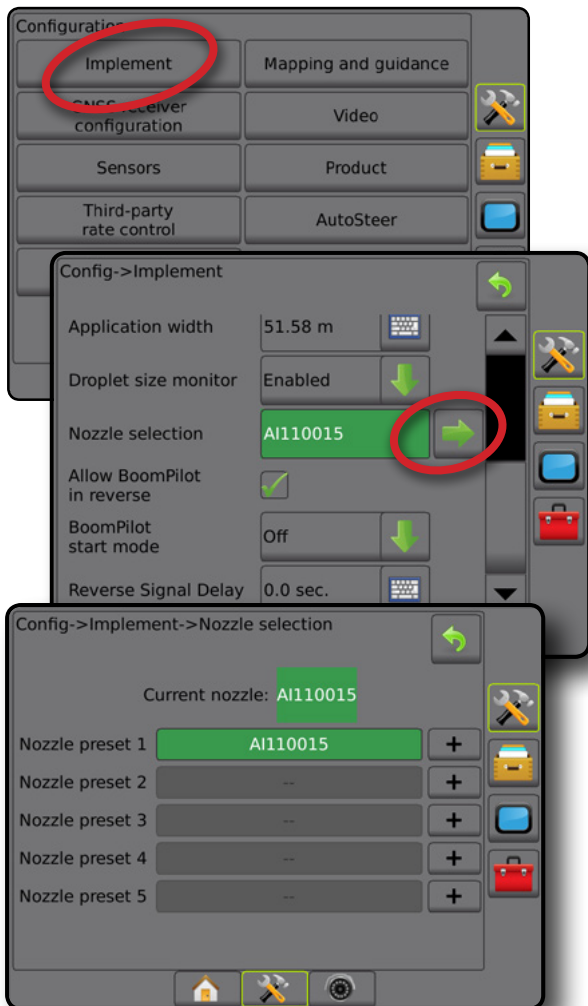 Configuration
Implement
Mapping and guidance
GNSS receiver
configuration
Video
Sensors
Product
Third-party
rate control
AutoSteer
Config->Implement
Application width
51.58 m
Droplet size monitor
Enabled
Nozzle selection
AI110015
Allow BoomPilot
in reverse
BoomPilot
start mode
Off
Reverse Signal Delay
0.0 sec.
Config->Implement->Nozzle selection
Current nozzle: AI110015
Nozzle preset 1
AI110015
+
Nozzle preset 2
--
+
Nozzle preset 3
--
+
Nozzle preset 4
--
+
Nozzle preset 5
--
+